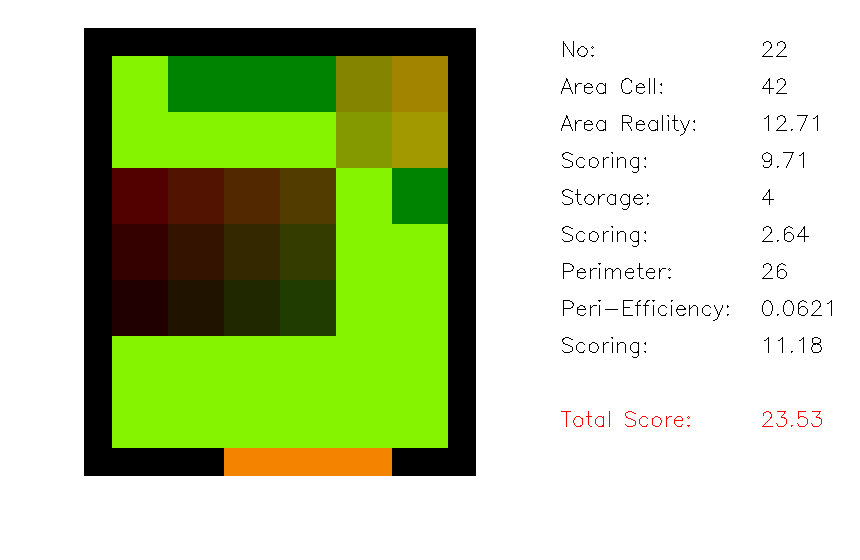 No: 22
Area Cell: 42
Area Reality: 12.71
Scoring: 9.71
Storage: 4
Scoring: 2.64
Perimeter: 26
Peri-Efficiency: 0.0621
Scoring: 11.18
Total Score: 23.53